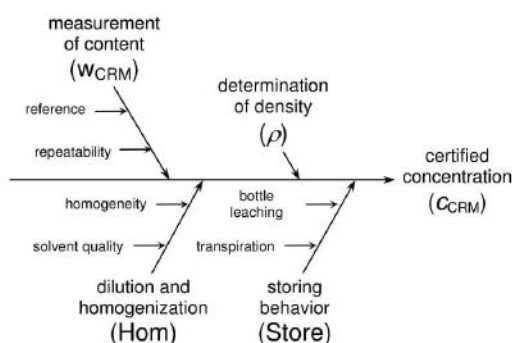 measurement
of content
(wCRM)
reference
repeatability
determination
of density
(ρ)
certified
concentration
(cCRM)
homogeneity
solvent quality
dilution and
homogenization
(Hom)
bottle
leaching
transpiration
storing
behavior
(Store)